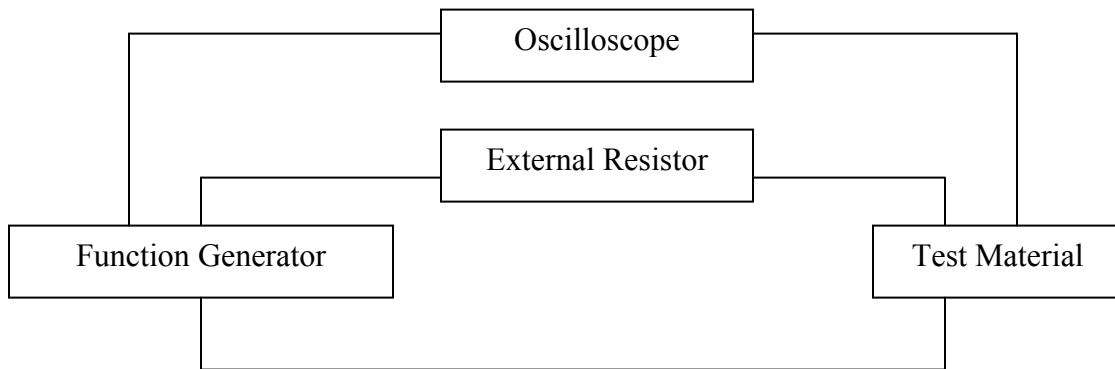 Oscilloscope
External Resistor
Function Generator
Test Material